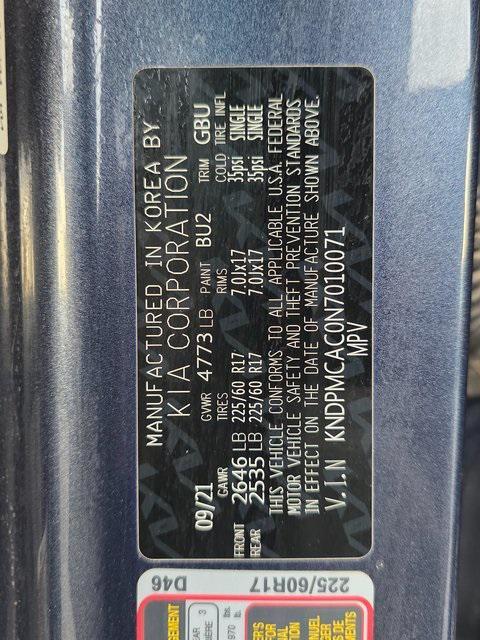 MANUFACTURED IN KOREA BY
KIA CORPORATION
09/21 GVWR 4773 LB PAINT BU2 TRIM GBU
GAWR TIRES RIMS COLD TIRE INFL
FRONT 2646 LB 225/60 R17 7.0Jx17 35psi SINGLE
REAR 2535 LB 225/60 R17 7.0Jx17 35psi SINGLE
THIS VEHICLE CONFORMS TO ALL APPLICABLE U.S.A. FEDERAL
MOTOR VEHICLE SAFETY AND THEFT PREVENTION STANDARDS
IN EFFECT ON THE DATE OF MANUFACTURE SHOWN ABOVE.
V.I.N KNDPMCAC0N7010071
MPV
D46
225/60R17
3
970 lb.